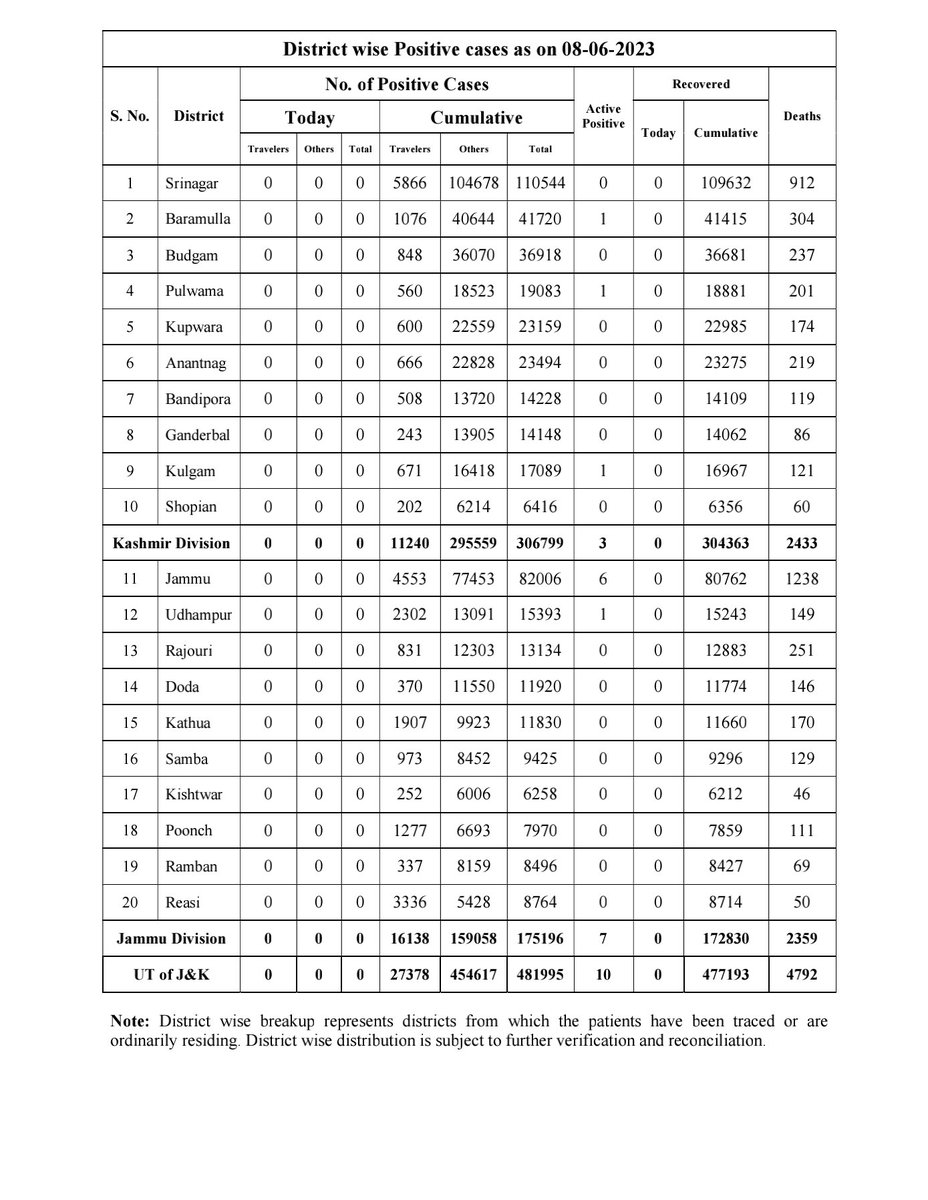 District wise Positive cases as on 08-06-2023
S. No. District No. of Positive Cases Active Positive Recovered Deaths
Today Cumulative Today Cumulative
Travelers Others Total Travelers Others Total
1 Srinagar 0 0 0 5866 104678 110544 0 0 109632 912
2 Baramulla 0 0 0 1076 40644 41720 1 0 41415 304
3 Budgam 0 0 0 848 36070 36918 0 0 36681 237
4 Pulwama 0 0 0 560 18523 19083 1 0 18881 201
5 Kupwara 0 0 0 600 22559 23159 0 0 22985 174
6 Anantnag 0 0 0 666 22828 23494 0 0 23275 219
7 Bandipora 0 0 0 508 13720 14228 0 0 14109 119
8 Ganderbal 0 0 0 243 13905 14148 0 0 14062 86
9 Kulgam 0 0 0 671 16418 17089 1 0 16967 121
10 Shopian 0 0 0 202 6214 6416 0 0 6356 60
Kashmir Division 0 0 0 11240 295559 306799 3 0 304363 2433
11 Jammu 0 0 0 4553 77453 82006 6 0 80762 1238
12 Udhampur 0 0 0 2302 13091 15393 1 0 15243 149
13 Rajouri 0 0 0 831 12303 13134 0 0 12883 251
14 Doda 0 0 0 370 11550 11920 0 0 11774 146
15 Kathua 0 0 0 1907 9923 11830 0 0 11660 170
16 Samba 0 0 0 973 8452 9425 0 0 9296 129
17 Kishtwar 0 0 0 252 6006 6258 0 0 6212 46
18 Poonch 0 0 0 1277 6693 7970 0 0 7859 111
19 Ramban 0 0 0 337 8159 8496 0 0 8427 69
20 Reasi 0 0 0 3336 5428 8764 0 0 8714 50
Jammu Division 0 0 0 16138 159058 175196 7 0 172830 2359
UT of J&K 0 0 0 27378 454617 481995 10 0 477193 4792
Note: District wise breakup represents districts from which the patients have been traced or are
ordinarily residing. District wise distribution is subject to further verification and reconciliation.